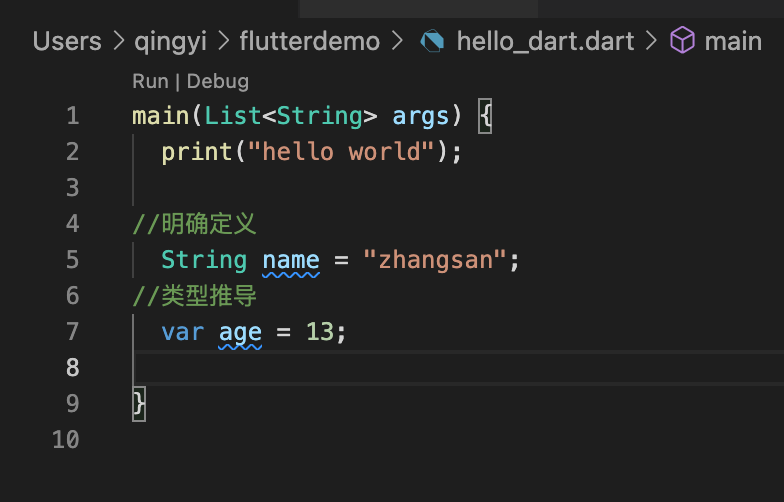 Users > qingyi > flutterdemo > hello_dart.dart > main
Run | Debug
1 main(List<String> args) {
2 print("hello world");
3
4 //明确定义
5 String name = "zhangsan";
6 //类型推导
7 var age = 13;
8
9 }
10